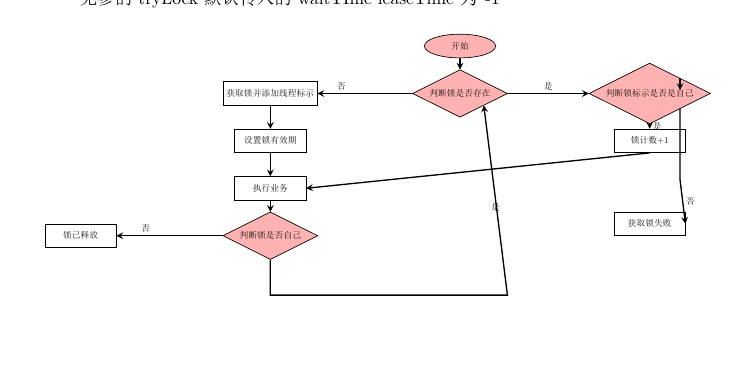 无参的 tryLock 默认传入的 waitTime leaseTime 为 -1
开始
获取锁并添加线程标示
否
判断锁是否存在
是
判断锁标示是否是自己
是
设置锁有效期
锁计数+1
执行业务
是
否
获取锁失败
锁已释放
否
判断锁是否自己